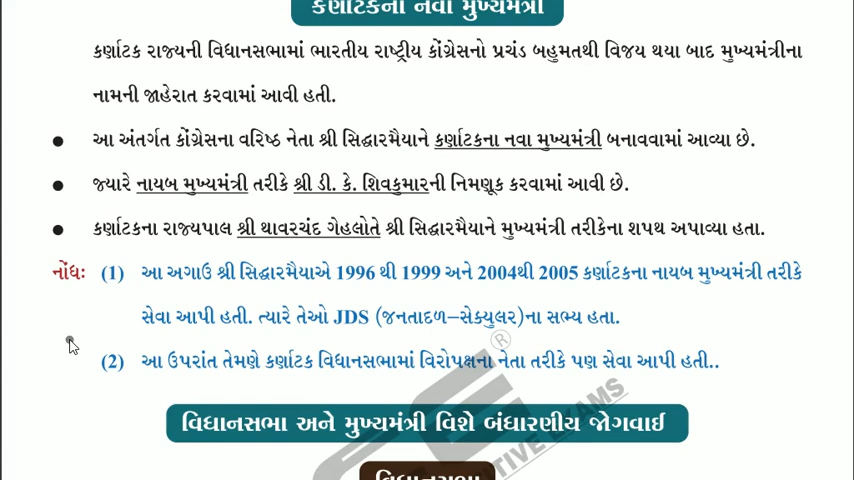 કર્ણાટકના નવા મુખ્યમંત્રી
કર્ણાટક રાજ્યની વિધાનસભામાં ભારતીય રાષ્ટ્રીય કોંગ્રેસનો પ્રચંડ બહુમતથી વિજય થયા બાદ મુખ્યમંત્રીના
નામની જાહેરાત કરવામાં આવી હતી.
● આ અંતર્ગત કોંગ્રેસના વરિષ્ઠ નેતા શ્રી સિદ્ધારમૈયાને કર્ણાટકના નવા મુખ્યમંત્રી બનાવવામાં આવ્યા છે.
● જ્યારે નાયબ મુખ્યમંત્રી તરીકે શ્રી ડી. કે. શિવકુમારની નિમણૂક કરવામાં આવી છે.
● કર્ણાટકના રાજ્યપાલ શ્રી થાવરચંદ ગેહલોતે શ્રી સિદ્ધારમૈયાને મુખ્યમંત્રી તરીકેના શપથ અપાવ્યા હતા.
નોંધઃ (1) આ અગાઉ શ્રી સિદ્ધારમૈયાએ 1996 થી 1999 અને 2004થી 2005 કર્ણાટકના નાયબ મુખ્યમંત્રી તરીકે
સેવા આપી હતી. ત્યારે તેઓ JDS (જનતાદળ–સેક્યુલર)ના સભ્ય હતા.
(2) આ ઉપરાંત તેમણે કર્ણાટક વિધાનસભામાં વિરોપક્ષના નેતા તરીકે પણ સેવા આપી હતી..
વિધાનસભા અને મુખ્યમંત્રી વિશે બંધારણીય જોગવાઈ
વિધાનસભા